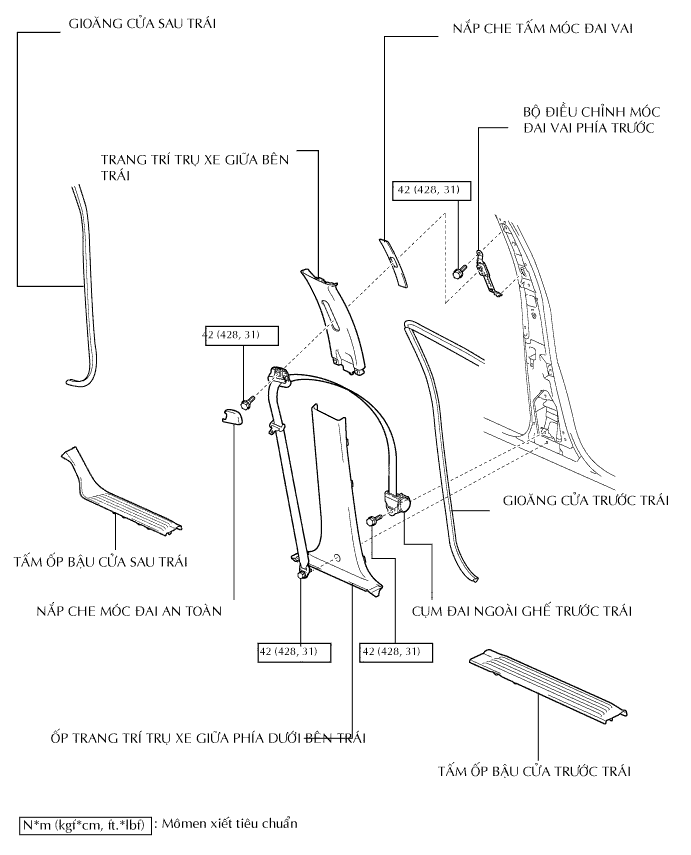 GIOĂNG CỬA SAU TRÁI
NẮP CHE TẤM MÓC ĐAI VAI
BỘ ĐIỀU CHỈNH MÓC
ĐAI VAI PHÍA TRƯỚC
TRANG TRÍ TRỤ XE GIỮA BÊN
TRÁI
42 (428, 31)
42 (428, 31)
GIOĂNG CỬA TRƯỚC TRÁI
TẤM ỐP BẬU CỬA SAU TRÁI
NẮP CHE MÓC ĐAI AN TOÀN
CỤM ĐAI NGOÀI GHẾ TRƯỚC TRÁI
42 (428, 31)
42 (428, 31)
ỐP TRANG TRÍ TRỤ XE GIỮA PHÍA DƯỚI BÊN TRÁI
TẤM ỐP BẬU CỬA TRƯỚC TRÁI
N*m (kgf*cm, ft.*lbf) : Mômen xiết tiêu chuẩn